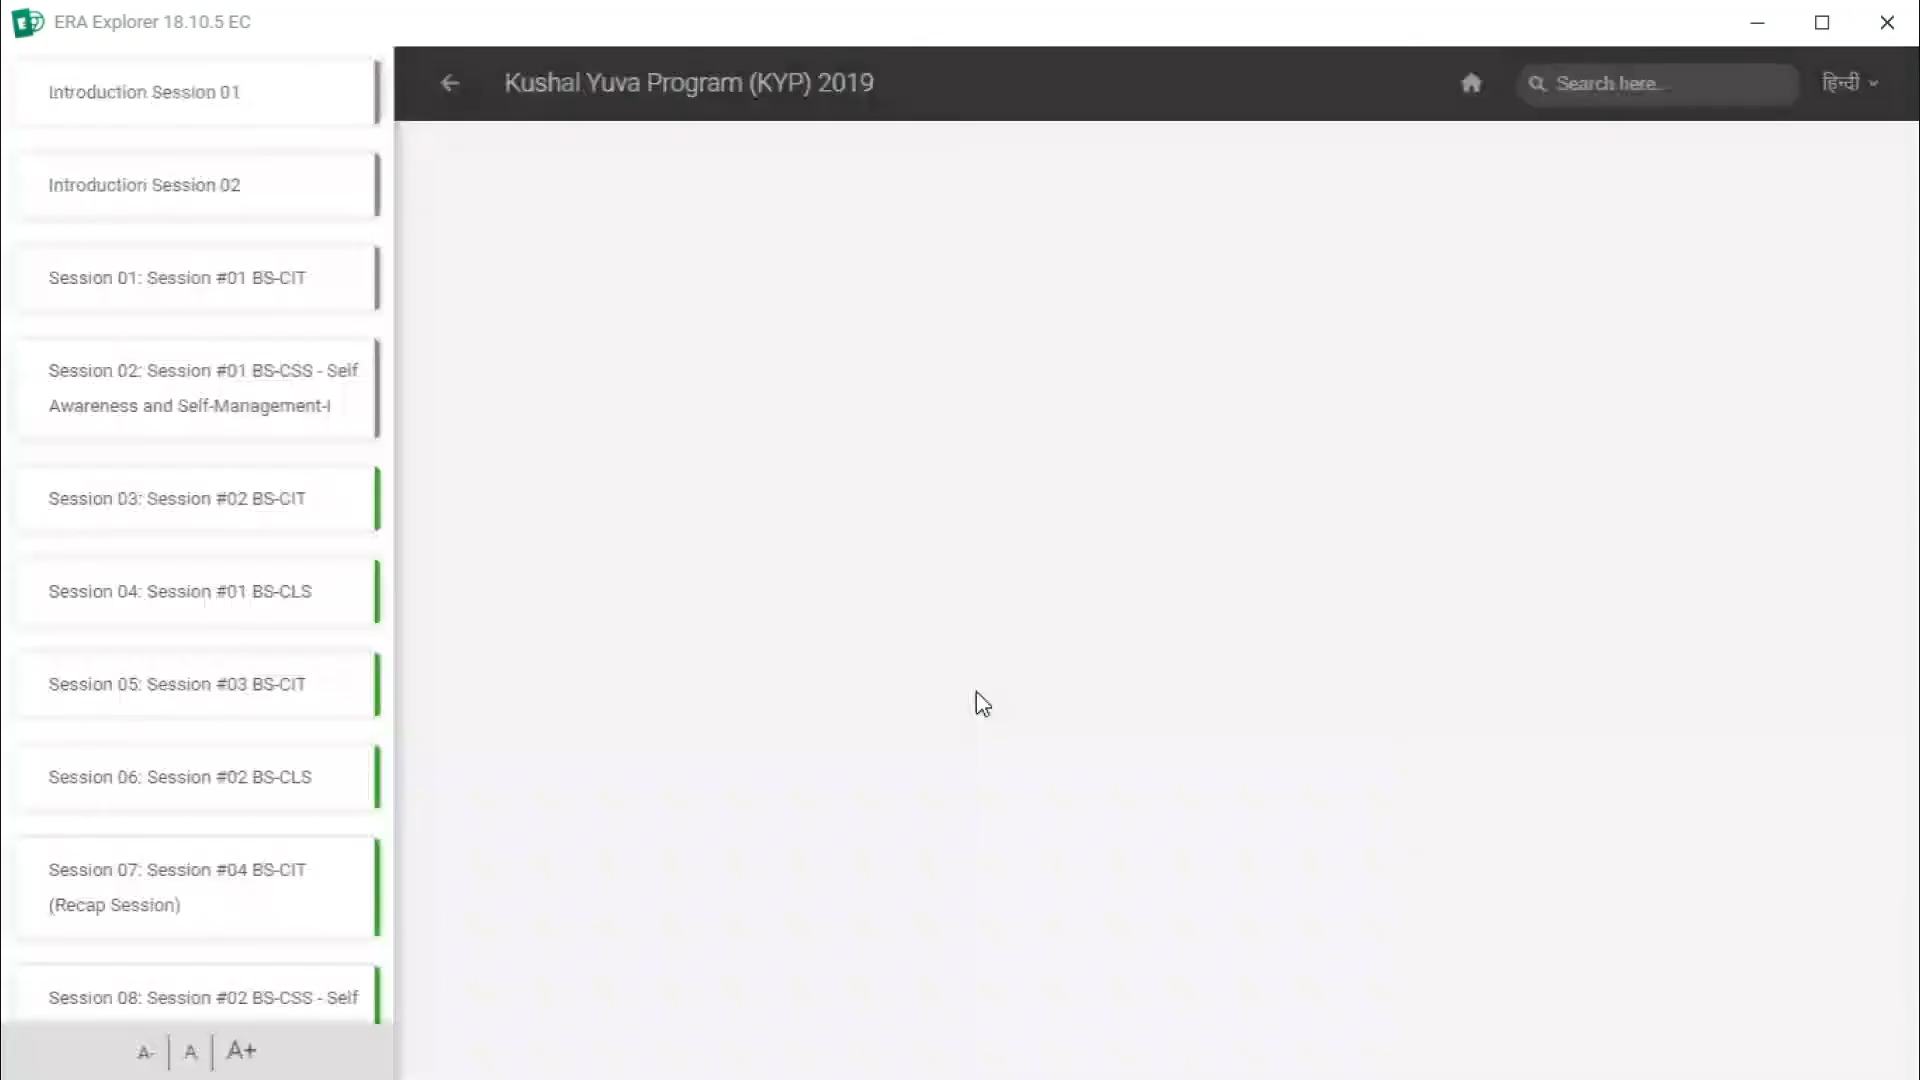 ERA Explorer 18.10.5 EC
Kushal Yuva Program (KYP) 2019
Search here...
हिन्दी
Introduction Session 01
Introduction Session 02
Session 01: Session #01 BS-CIT
Session 02: Session #01 BS-CSS - Self
Awareness and Self-Management-I
Session 03: Session #02 BS-CIT
Session 04: Session #01 BS-CLS
Session 05: Session #03 BS-CIT
Session 06: Session #02 BS-CLS
Session 07: Session #04 BS-CIT
(Recap Session)
Session 08: Session #02 BS-CSS - Self
A- A A+